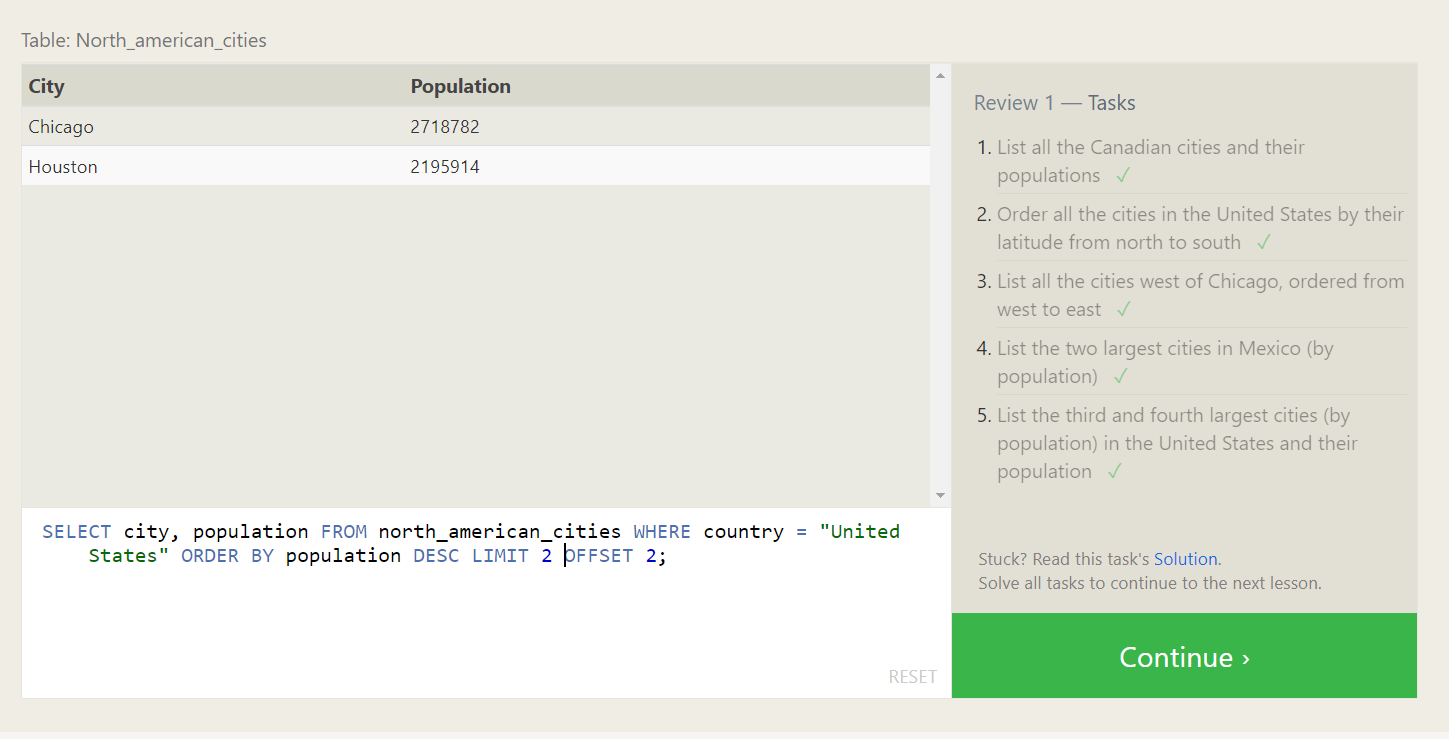 Table: North_american_cities
City Population
Chicago 2718782
Houston 2195914
SELECT city, population FROM north_american_cities WHERE country = "United
States" ORDER BY population DESC LIMIT 2 OFFSET 2;
RESET
Review 1 — Tasks
1. List all the Canadian cities and their
populations ✓
2. Order all the cities in the United States by their
latitude from north to south ✓
3. List all the cities west of Chicago, ordered from
west to east ✓
4. List the two largest cities in Mexico (by
population) ✓
5. List the third and fourth largest cities (by
population) in the United States and their
population ✓
Stuck? Read this task's Solution.
Solve all tasks to continue to the next lesson.
Continue ›